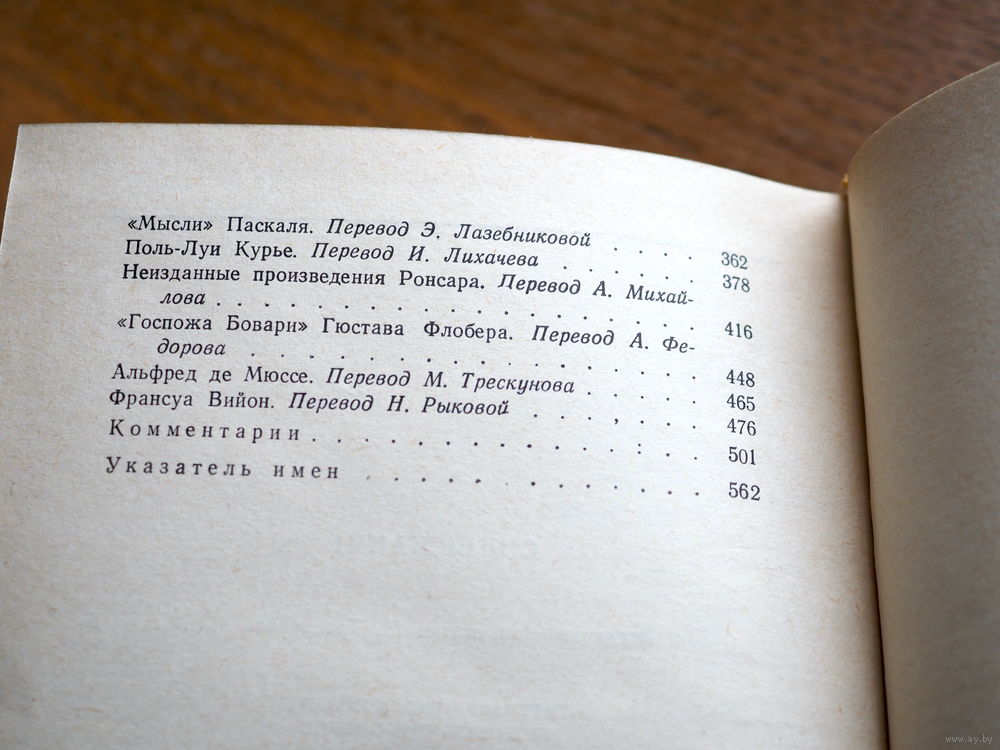 «Мысли» Паскаля. Перевод Э. Лазебниковой . . . . 362
Поль-Луи Курье. Перевод И. Лихачева . . . . . . 378
Неизданные произведения Ронсара. Перевод А. Михай-
лова . . . . . . . . . . . . . . . . . . . 416
«Госпожа Бовари» Гюстава Флобера. Перевод А. Фе-
дорова . . . . . . . . . . . . . . . . . . 448
Альфред де Мюссе. Перевод М. Трескунова . . . . . 465
Франсуа Вийон. Перевод Н. Рыковой . . . . . . . 476
Комментарии . . . . . . . . . . . . . . . 501
Указатель имен . . . . . . . . . . . . . 562
www.ay.by